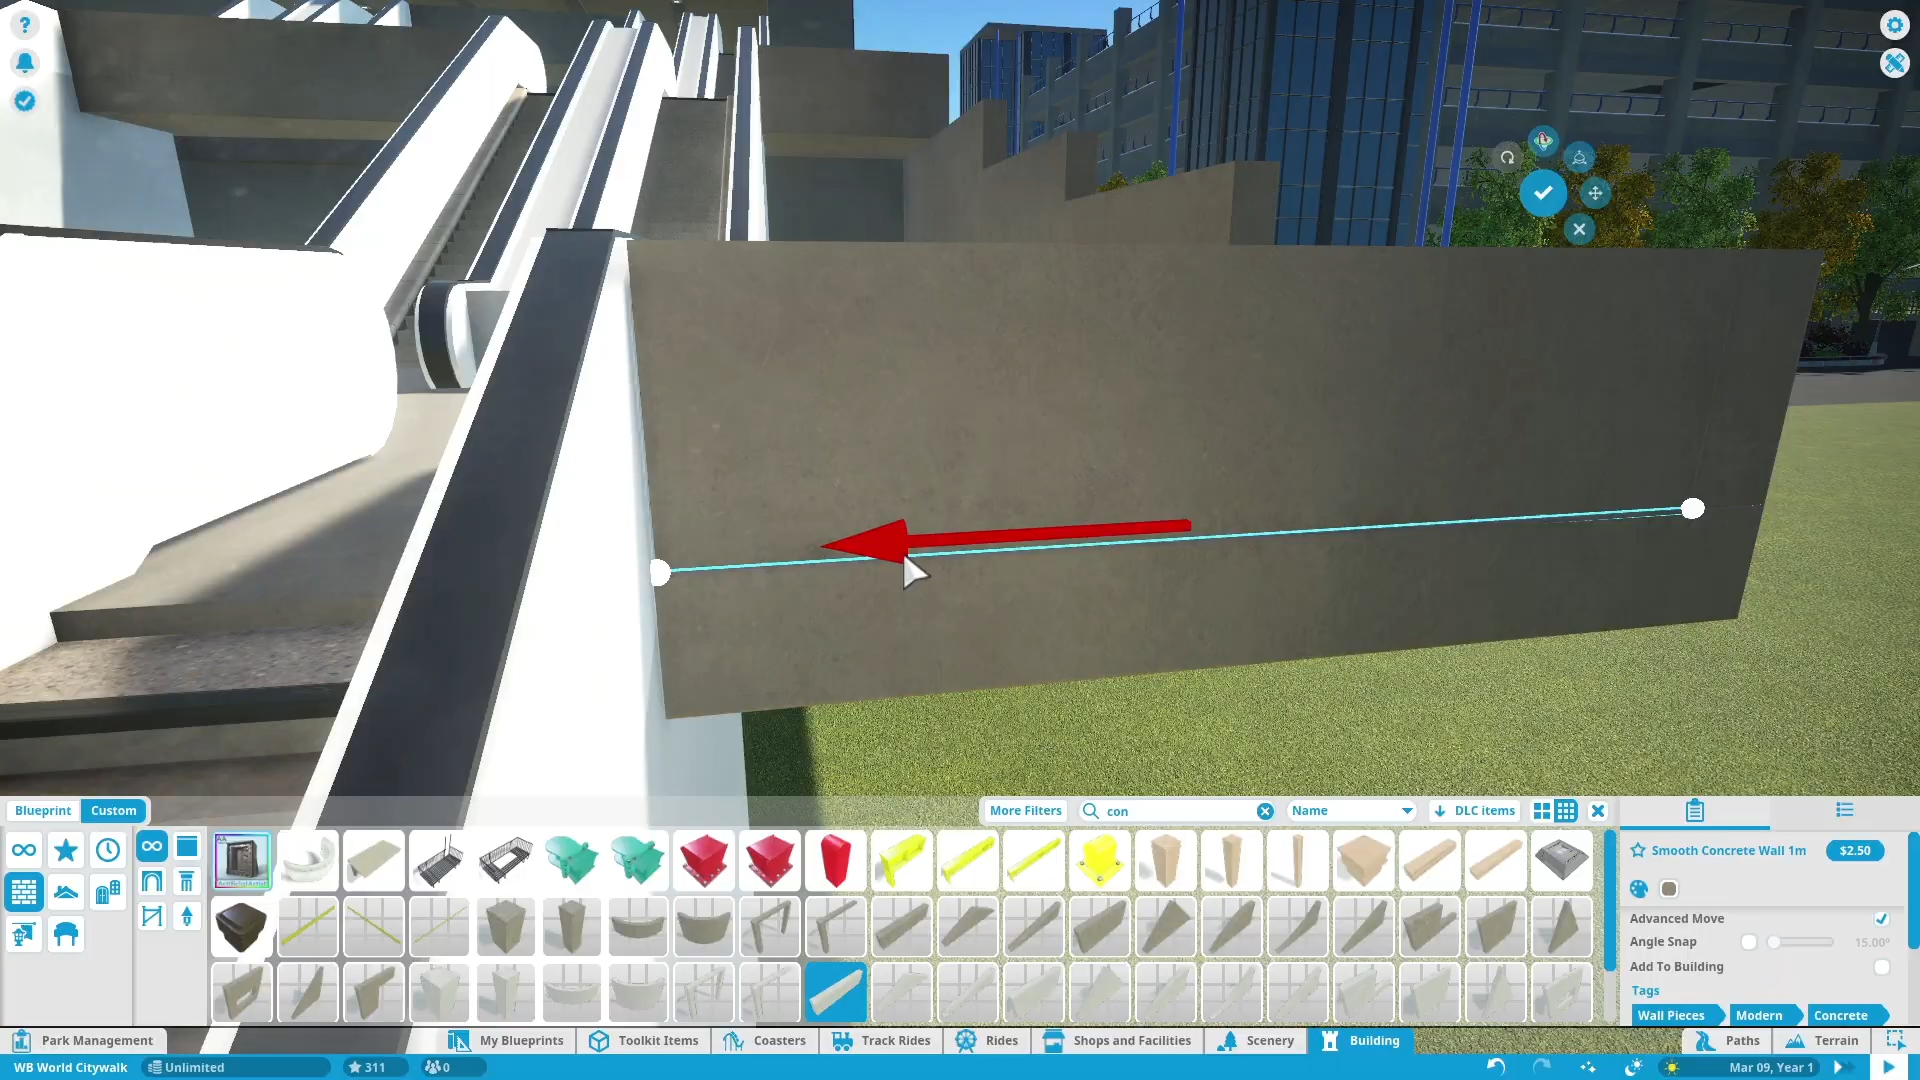 ?
Blueprint
Custom
More Filters
con
Name
DLC items
Smooth Concrete Wall 1m
$2.50
Advanced Move
Angle Snap
15.00°
Add To Building
Tags
Wall Pieces
Modern
Concrete
Park Management
My Blueprints
Toolkit Items
Coasters
Track Rides
Rides
Shops and Facilities
Scenery
Building
Paths
Terrain
WB World Citywalk
Unlimited
311
0
Mar 09, Year 1